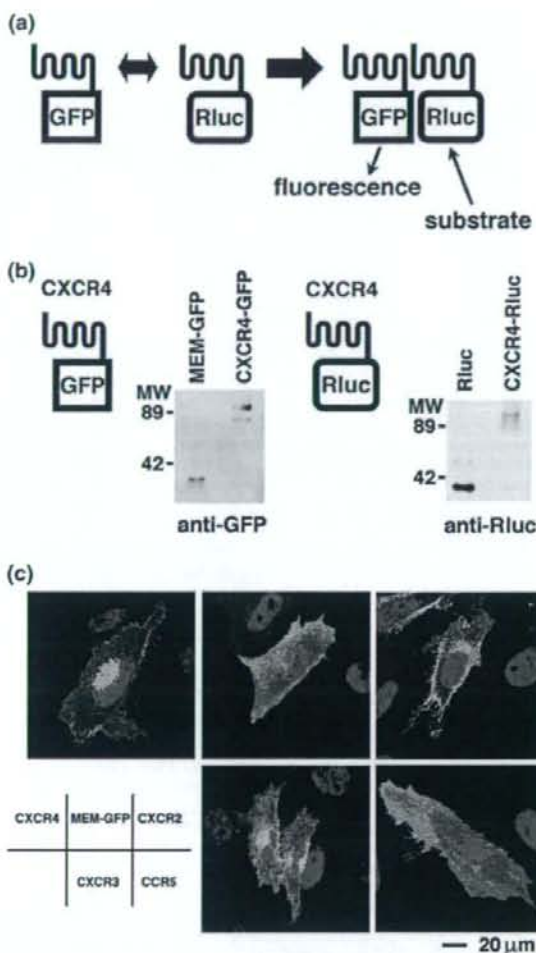 (a)
GFP
Rluc
GFP
Rluc
fluorescence
substrate
(b)
CXCR4
GFP
MW
89
42
MEM-GFP
CXCR4-GFP
anti-GFP
CXCR4
Rluc
MW
89
42
Rluc
CXCR4-Rluc
anti-Rluc
(c)
CXCR4 MEM-GFP CXCR2
CXCR3 CCR5
20 µm